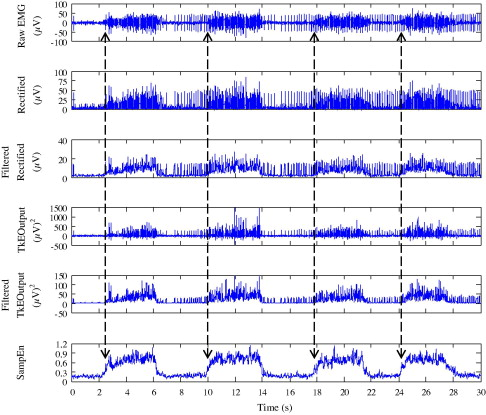 Raw EMG
(µV)
100
50
0
-50
-100
Rectified
(µV)
100
75
50
25
0
Filtered
Rectified
(µV)
40
20
0
TkEOutput
(µV)²
1500
1000
500
0
-500
Filtered
TkEOutput
(µV)²
150
100
50
0
-50
SampEn
1.2
0.9
0.6
0.3
0
0 2 4 6 8 10 12 14 16 18 20 22 24 26 28 30
Time (s)